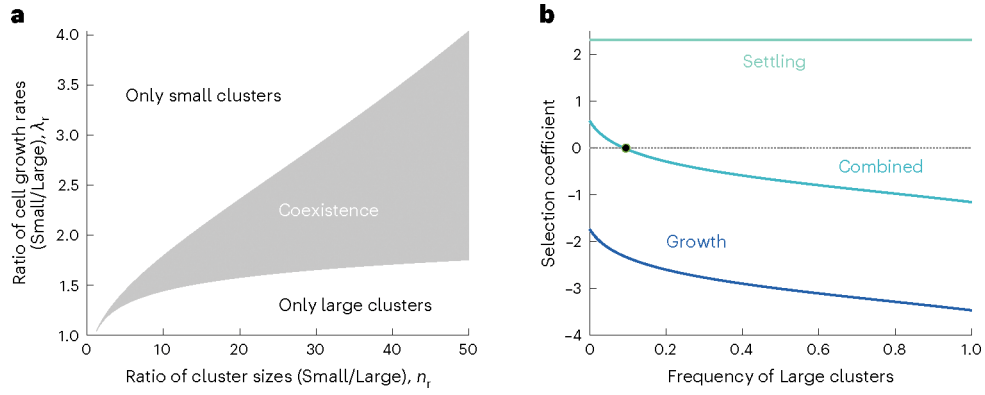 a
4.0
3.5
3.0
2.5
2.0
1.5
1.0
Ratio of cell growth rates
(Small/Large), λr
Only small clusters
Coexistence
Only large clusters
0 10 20 30 40 50
Ratio of cluster sizes (Small/Large), nr
b
2
1
0
−1
−2
−3
−4
Selection coefficient
Settling
Combined
Growth
0 0.2 0.4 0.6 0.8 1.0
Frequency of Large clusters